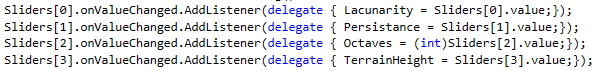 Sliders[0].onValueChanged.AddListener(delegate { Lacunarity = Sliders[0].value;});
Sliders[1].onValueChanged.AddListener(delegate { Persistance = Sliders[1].value;});
Sliders[2].onValueChanged.AddListener(delegate { Octaves = (int)Sliders[2].value;});
Sliders[3].onValueChanged.AddListener(delegate { TerrainHeight = Sliders[3].value;});